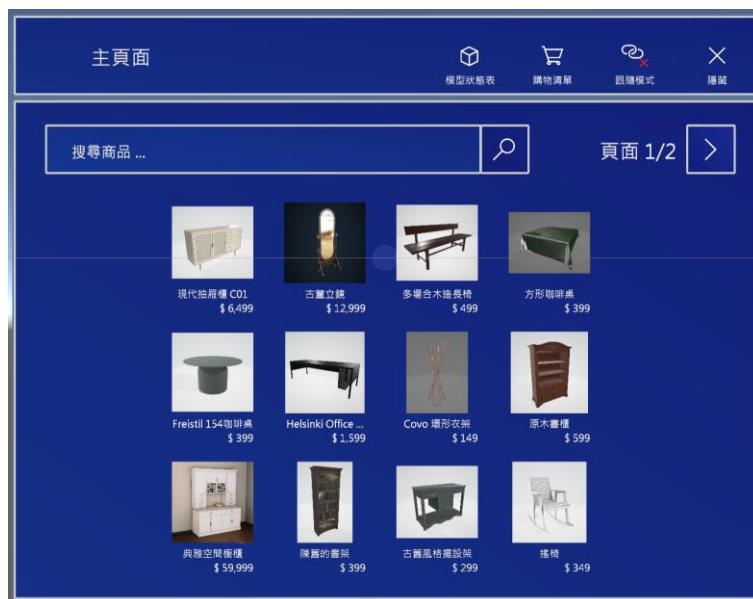 主頁面
模型狀態表
購物清單
跟隨模式
隱藏
搜尋商品 ...
頁面 1/2
現代抽屜櫃 C01
$ 6,499
古董立鏡
$ 12,999
多場合木造長椅
$ 499
方形咖啡桌
$ 399
Freistil 154咖啡桌
$ 399
Helsinki Office ...
$ 1,599
Covo 環形衣架
$ 149
原木書櫃
$ 599
典雅空間櫥櫃
$ 59,999
陳舊的書架
$ 399
古舊風格擺設架
$ 299
搖椅
$ 349